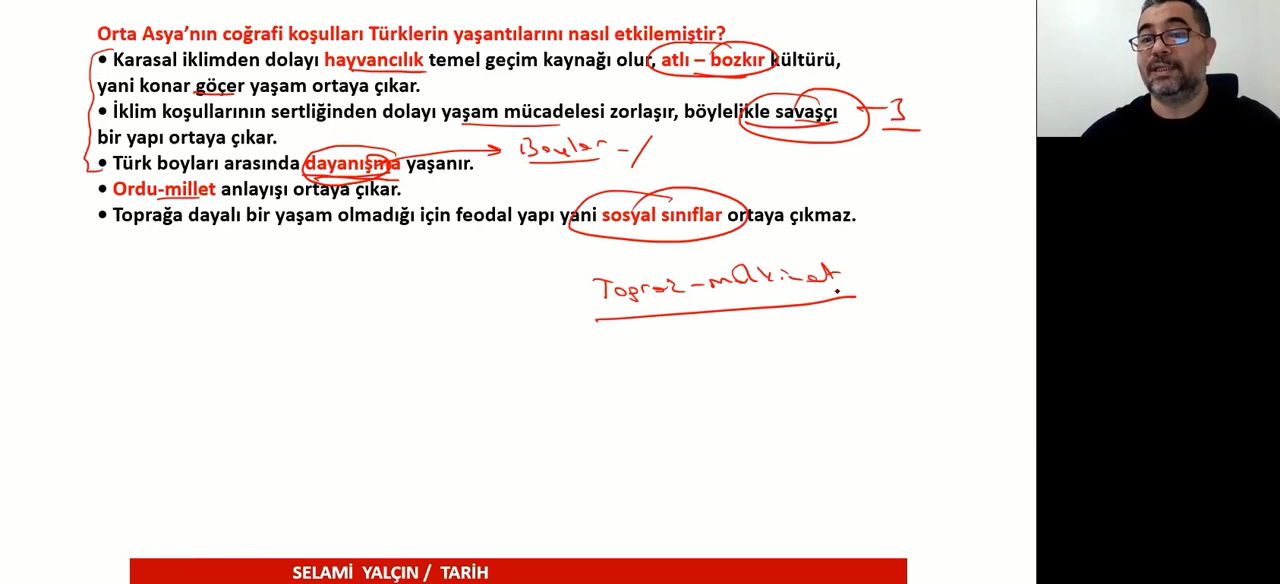 Orta Asya’nın coğrafi koşulları Türklerin yaşantılarını nasıl etkilemiştir?
• Karasal iklimden dolayı hayvancılık temel geçim kaynağı olur, atlı – bozkır kültürü,
yani konar göçer yaşam ortaya çıkar.
• İklim koşullarının sertliğinden dolayı yaşam mücadelesi zorlaşır, böylelikle savaşçı
bir yapı ortaya çıkar.
• Türk boyları arasında dayanışma yaşanır.
Boylar
• Ordu-millet anlayışı ortaya çıkar.
• Toprağa dayalı bir yaşam olmadığı için feodal yapı yani sosyal sınıflar ortaya çıkmaz.
SELAMİ YALÇIN / TARİH